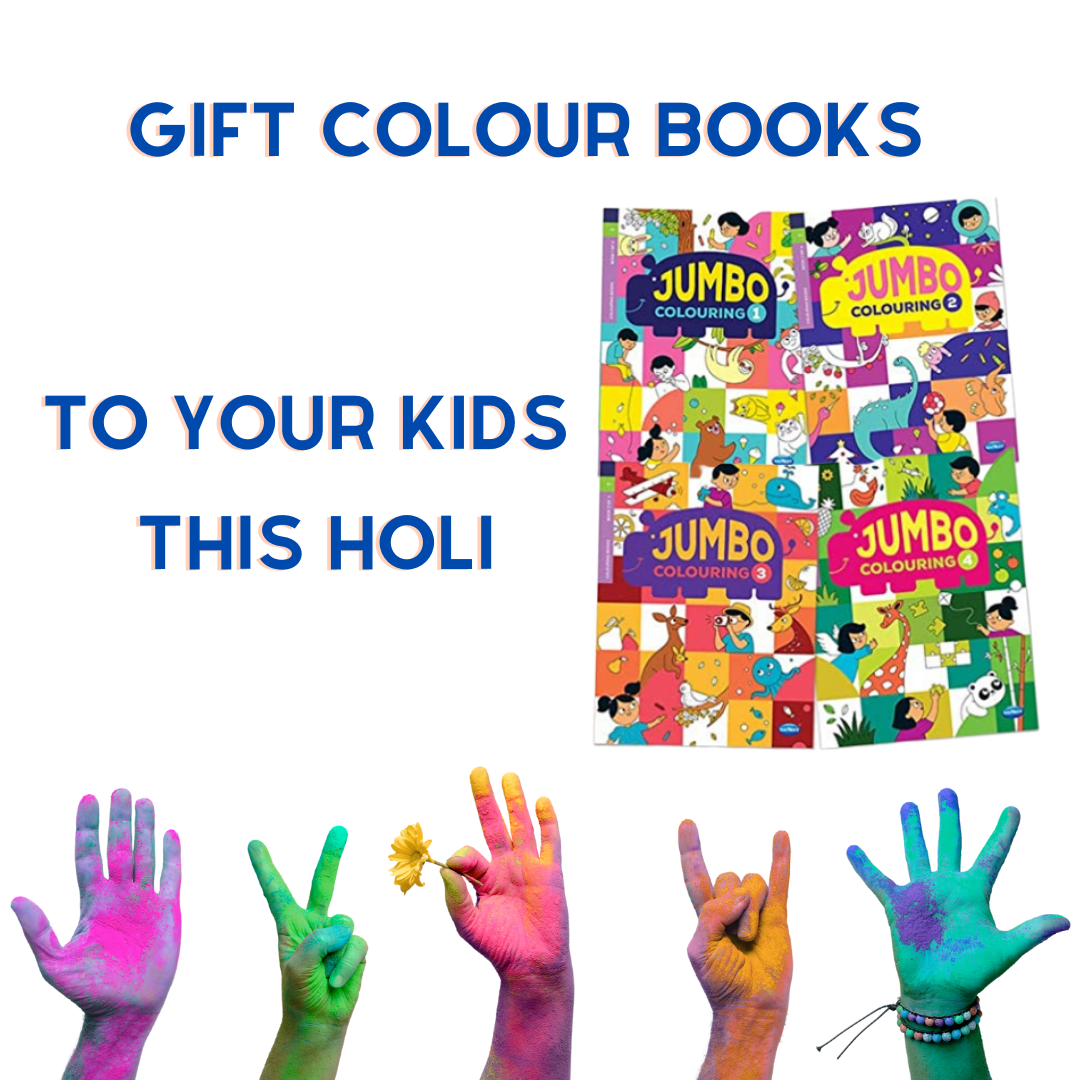 GIFT COLOUR BOOKS
TO YOUR KIDS
THIS HOLI
JUMBO
COLOURING 1
JUMBO
COLOURING 2
JUMBO
COLOURING 3
JUMBO
COLOURING 4